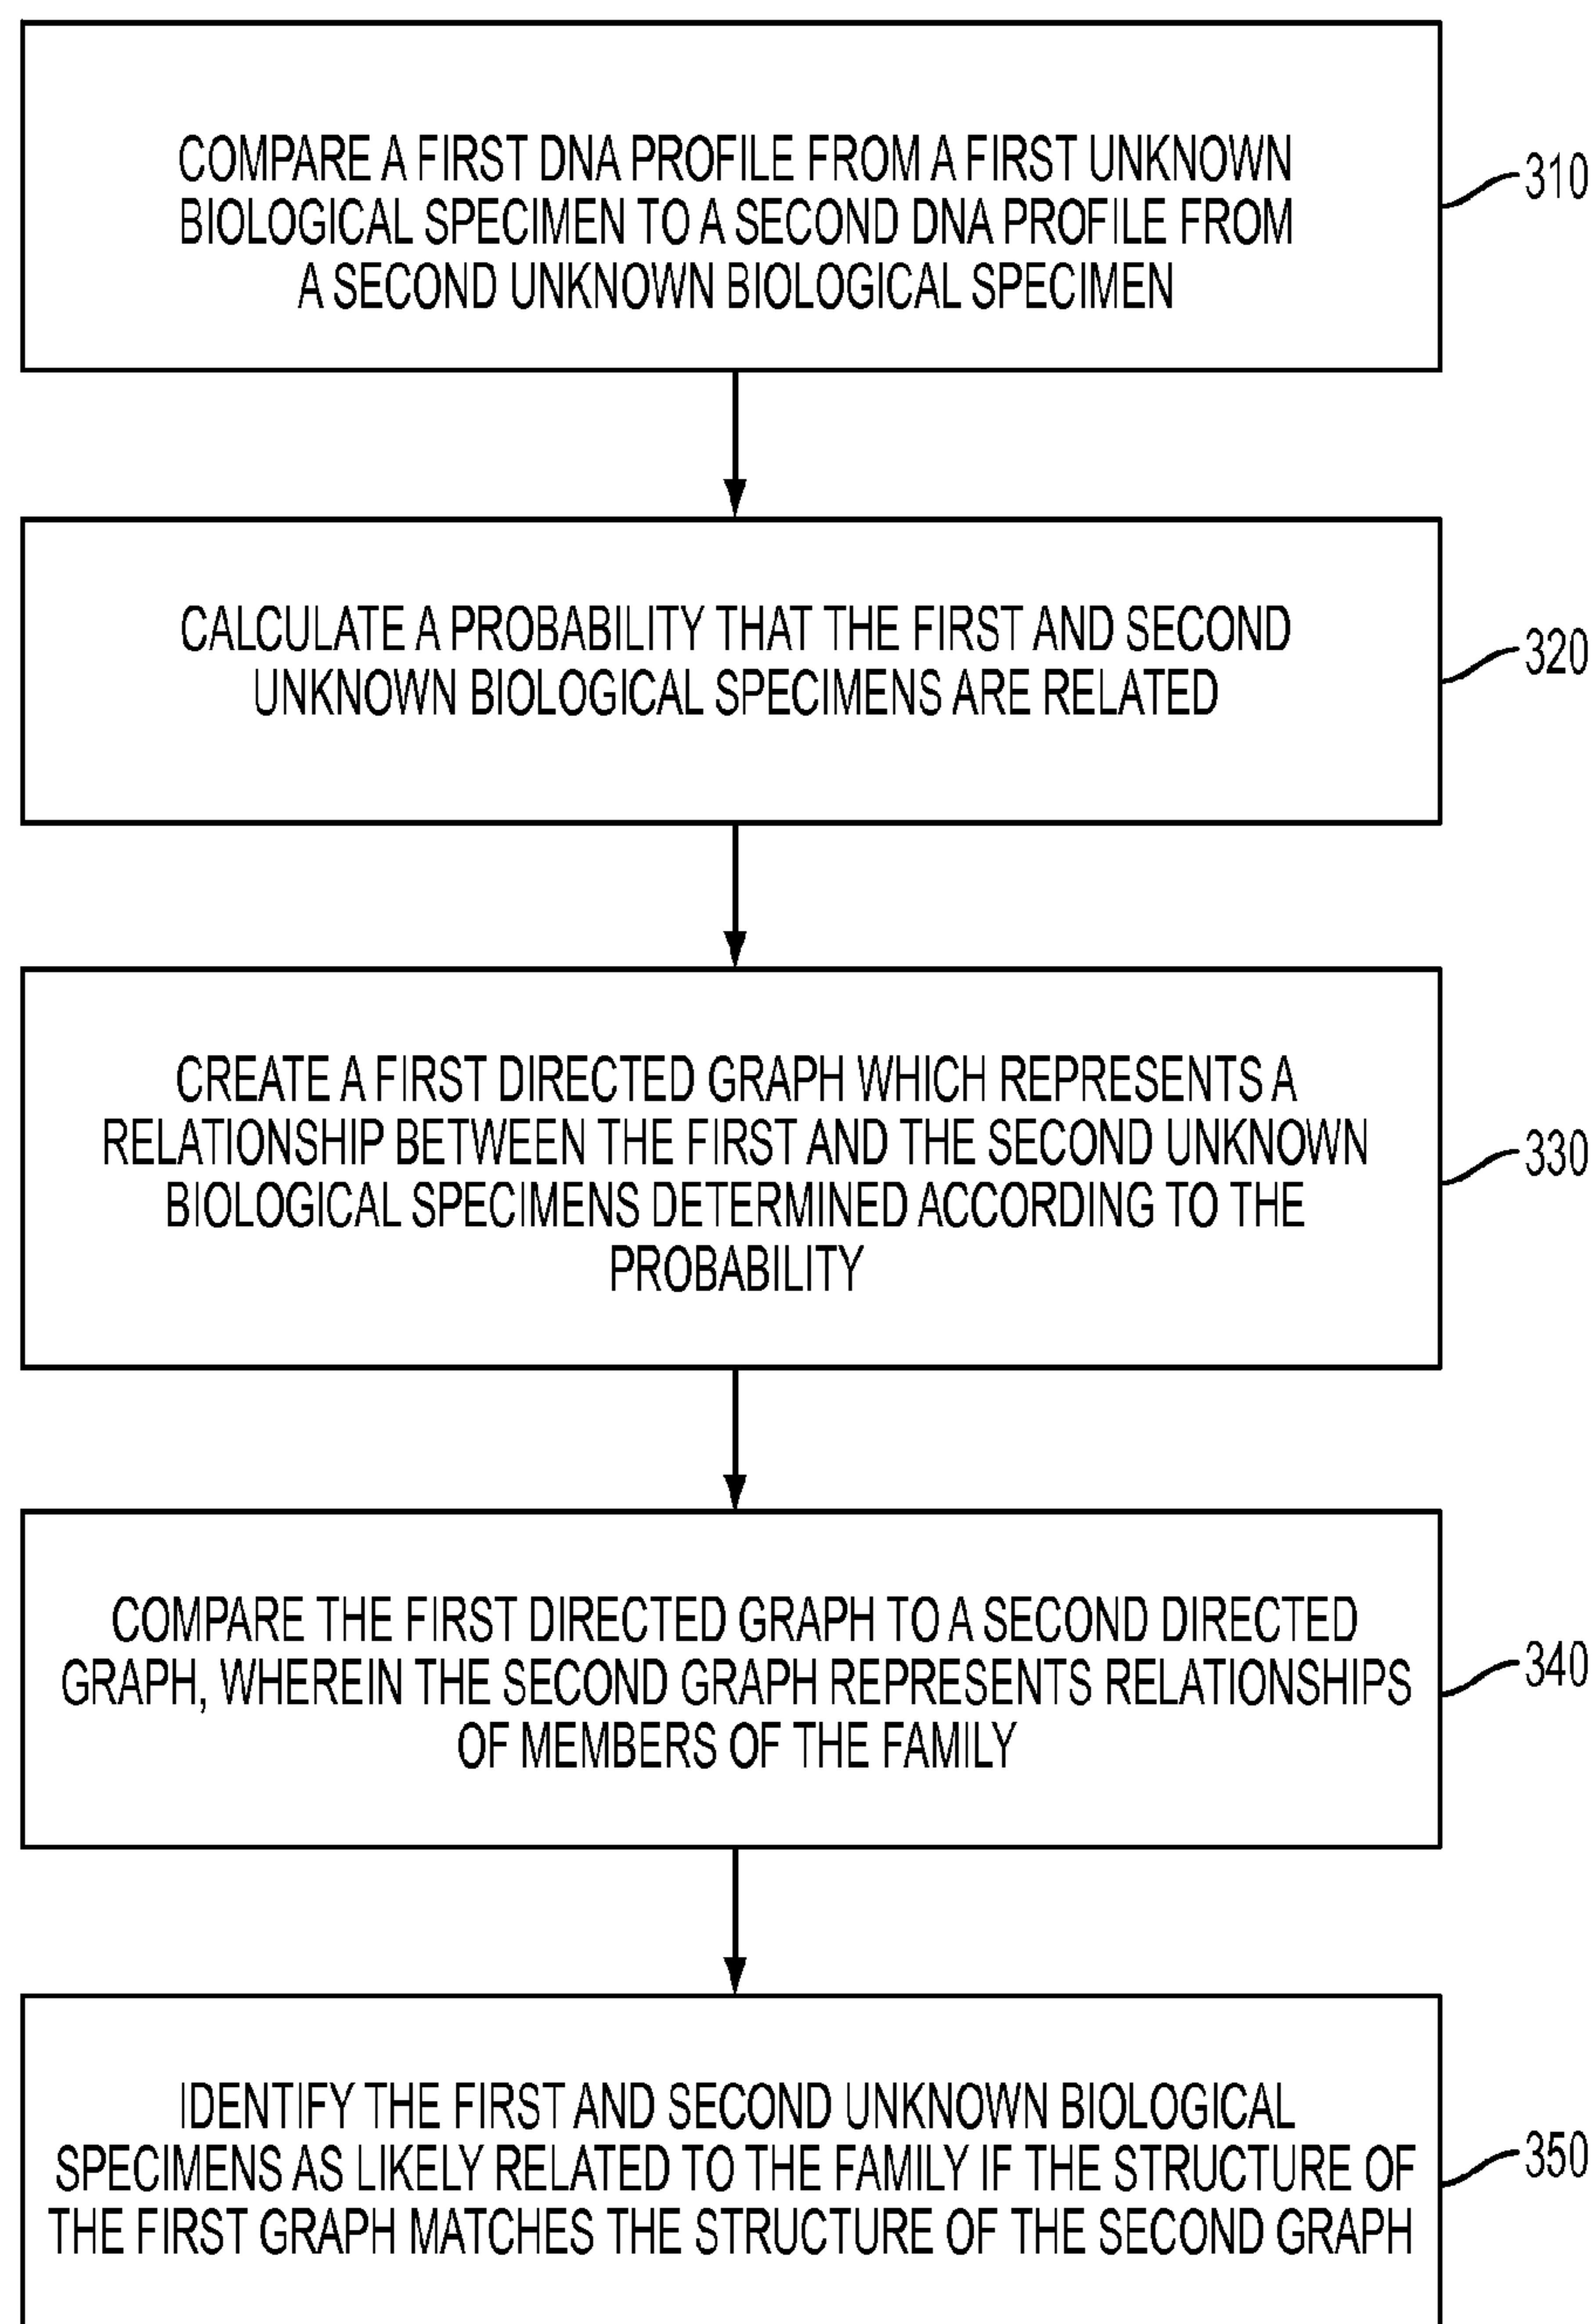 COMPARE A FIRST DNA PROFILE FROM A FIRST UNKNOWN
BIOLOGICAL SPECIMEN TO A SECOND DNA PROFILE FROM
A SECOND UNKNOWN BIOLOGICAL SPECIMEN
310
CALCULATE A PROBABILITY THAT THE FIRST AND SECOND
UNKNOWN BIOLOGICAL SPECIMENS ARE RELATED
320
CREATE A FIRST DIRECTED GRAPH WHICH REPRESENTS A
RELATIONSHIP BETWEEN THE FIRST AND THE SECOND UNKNOWN
BIOLOGICAL SPECIMENS DETERMINED ACCORDING TO THE
PROBABILITY
330
COMPARE THE FIRST DIRECTED GRAPH TO A SECOND DIRECTED
GRAPH, WHEREIN THE SECOND GRAPH REPRESENTS RELATIONSHIPS
OF MEMBERS OF THE FAMILY
340
IDENTIFY THE FIRST AND SECOND UNKNOWN BIOLOGICAL
SPECIMENS AS LIKELY RELATED TO THE FAMILY IF THE STRUCTURE OF
THE FIRST GRAPH MATCHES THE STRUCTURE OF THE SECOND GRAPH
350